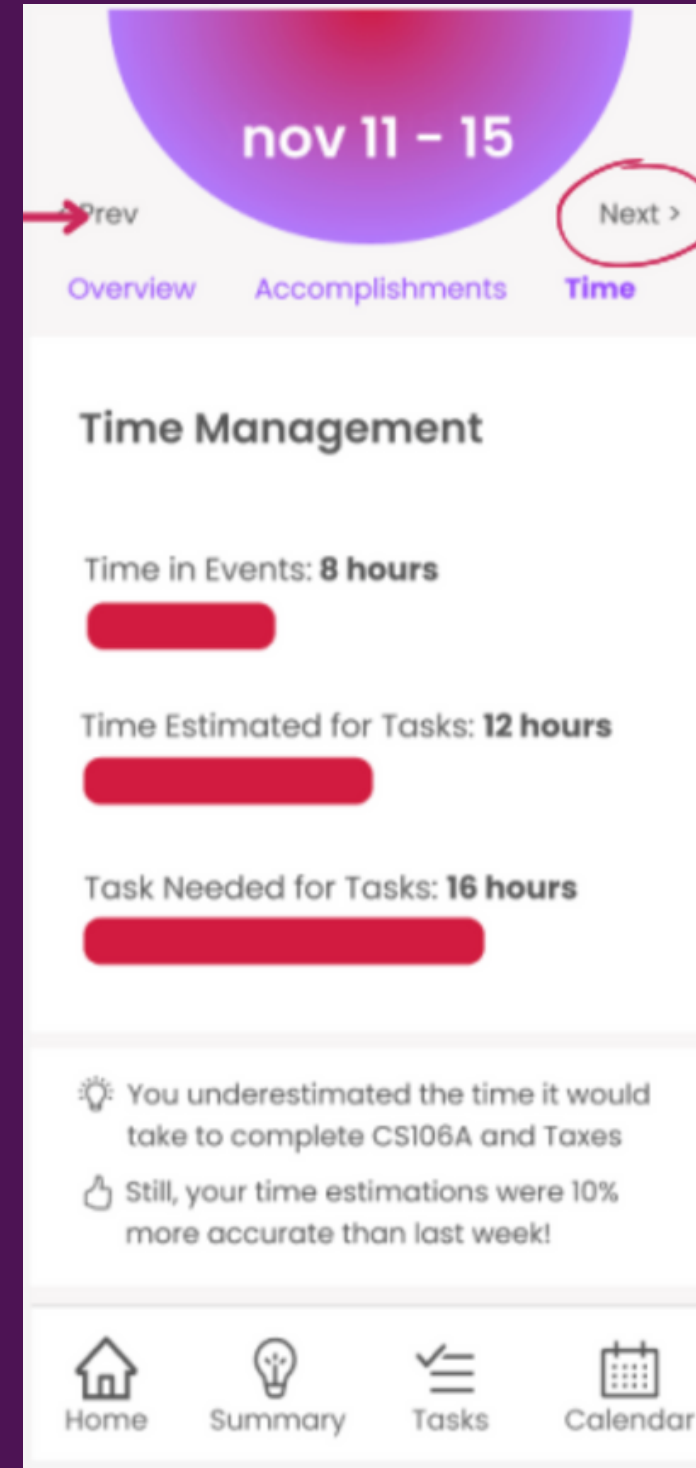 nov 11 - 15
< Prev
Next >
Overview Accomplishments Time
Time Management
Time in Events: 8 hours
Time Estimated for Tasks: 12 hours
Task Needed for Tasks: 16 hours
You underestimated the time it would
take to complete CS106A and Taxes
Still, your time estimations were 10%
more accurate than last week!
Home Summary Tasks Calendar